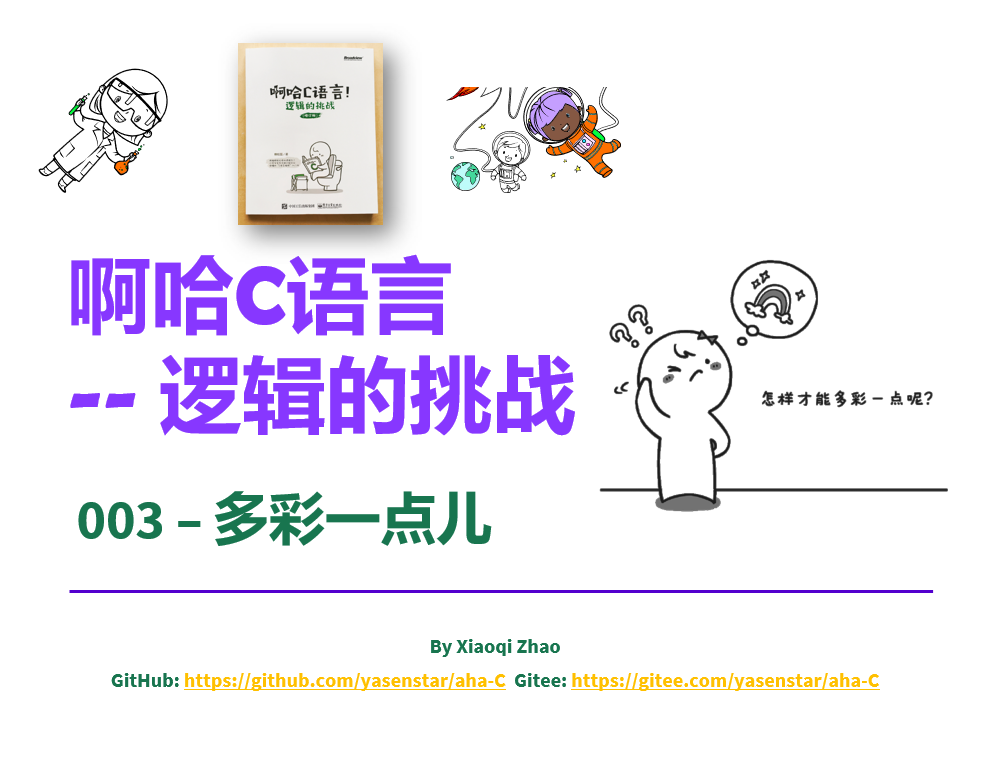 啊哈C语言!
逻辑的挑战
啊哈C语言
-- 逻辑的挑战
怎样才能多彩一点呢?
003 – 多彩一点儿
By Xiaoqi Zhao
GitHub: https://github.com/yasenstar/aha-C Gitee: https://gitee.com/yasenstar/aha-C